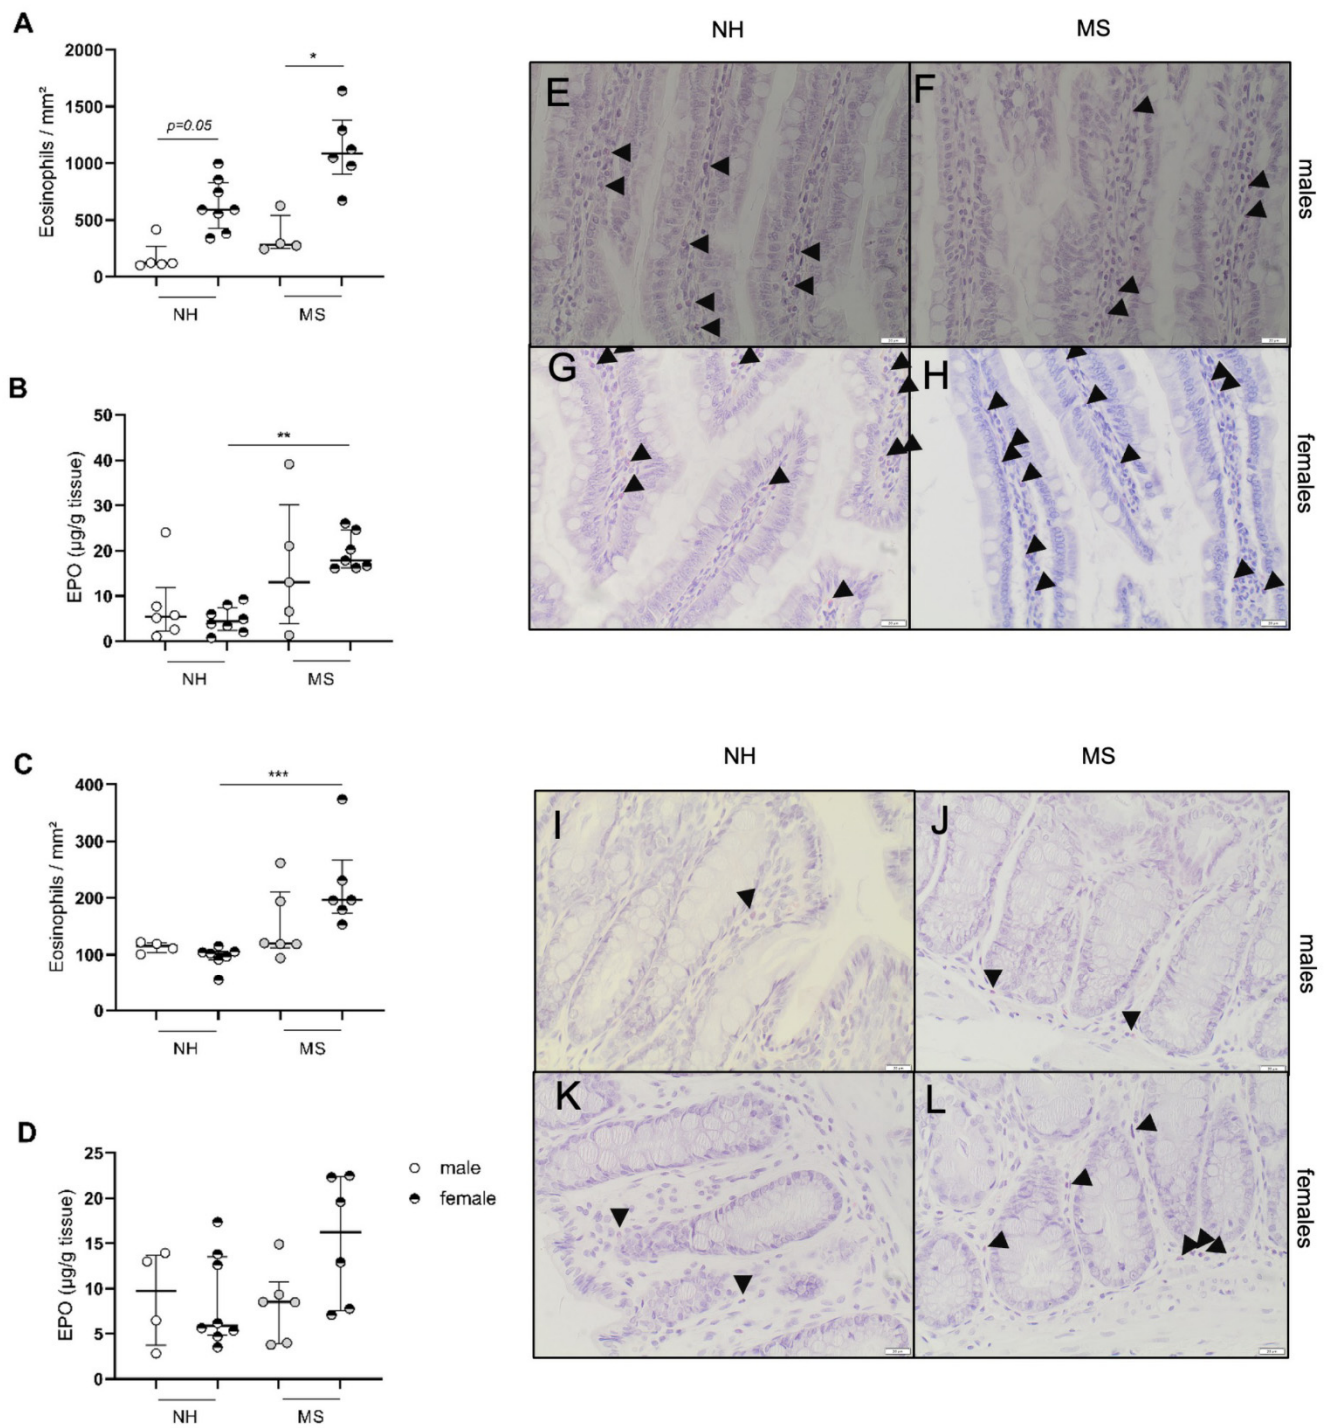 A
2000
1500
1000
500
0
Eosinophils / mm²
p=0.05
*
NH
MS
B
50
40
30
20
10
0
EPO (µg/g tissue)
**
NH
MS
NH
MS
E
F
males
G
H
females
C
400
300
200
100
0
Eosinophils / mm²
***
NH
MS
D
25
20
15
10
5
0
EPO (µg/g tissue)
male
female
NH
MS
NH
MS
I
J
males
K
L
females